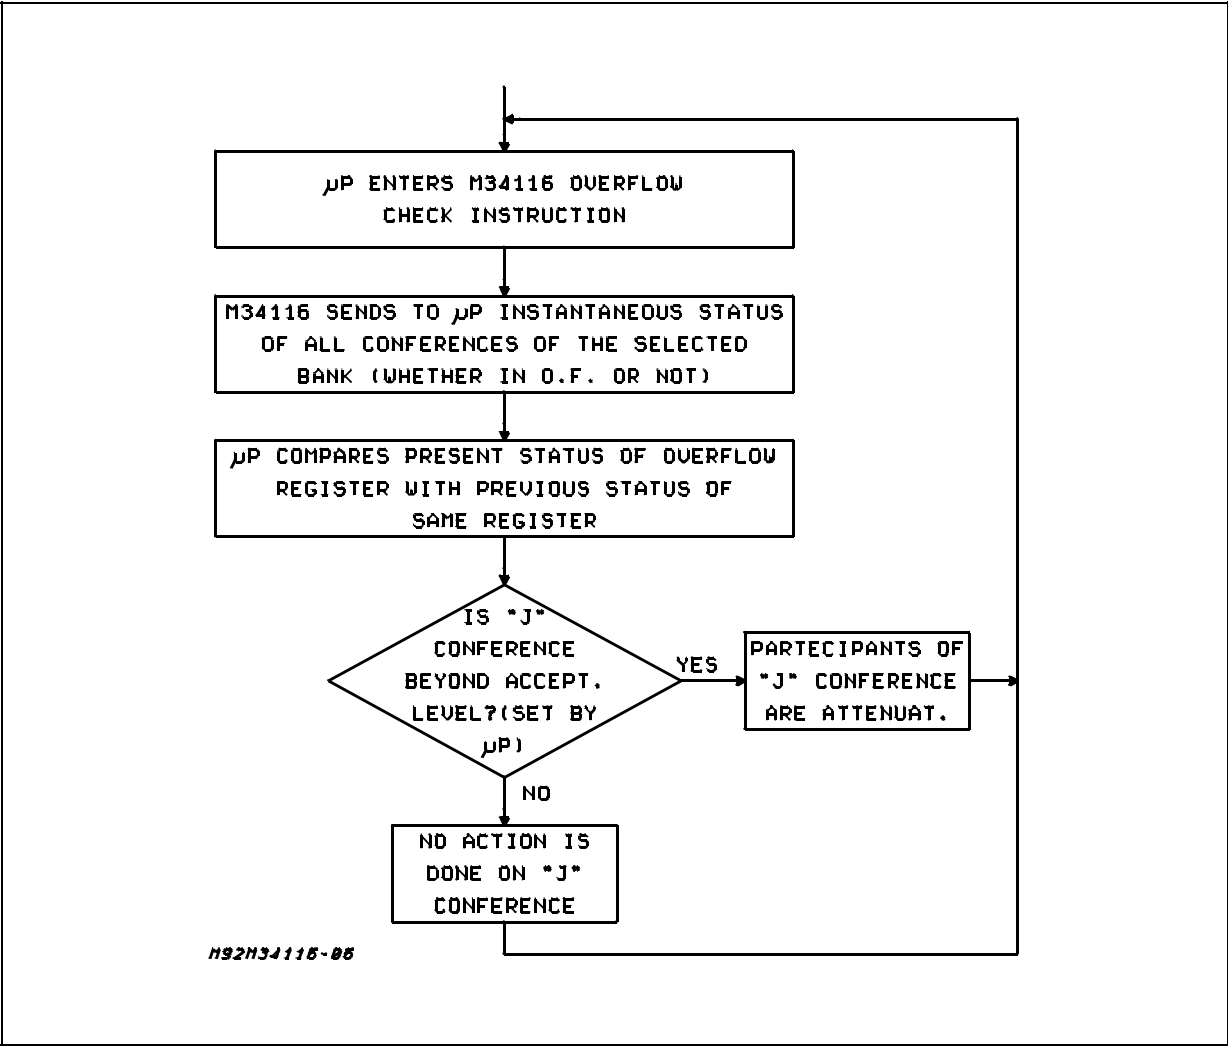 µP ENTERS M34116 OVERFLOW
CHECK INSTRUCTION
M34116 SENDS TO µP INSTANTANEOUS STATUS
OF ALL CONFERENCES OF THE SELECTED
BANK (WHETHER IN O.F. OR NOT)
µP COMPARES PRESENT STATUS OF OVERFLOW
REGISTER WITH PREVIOUS STATUS OF
SAME REGISTER
IS "J"
CONFERENCE
BEYOND ACCEPT.
LEVEL?(SET BY
µP)
YES
PARTECIPANTS OF
"J" CONFERENCE
ARE ATTENUAT.
NO
NO ACTION IS
DONE ON "J"
CONFERENCE
M92M34116-06